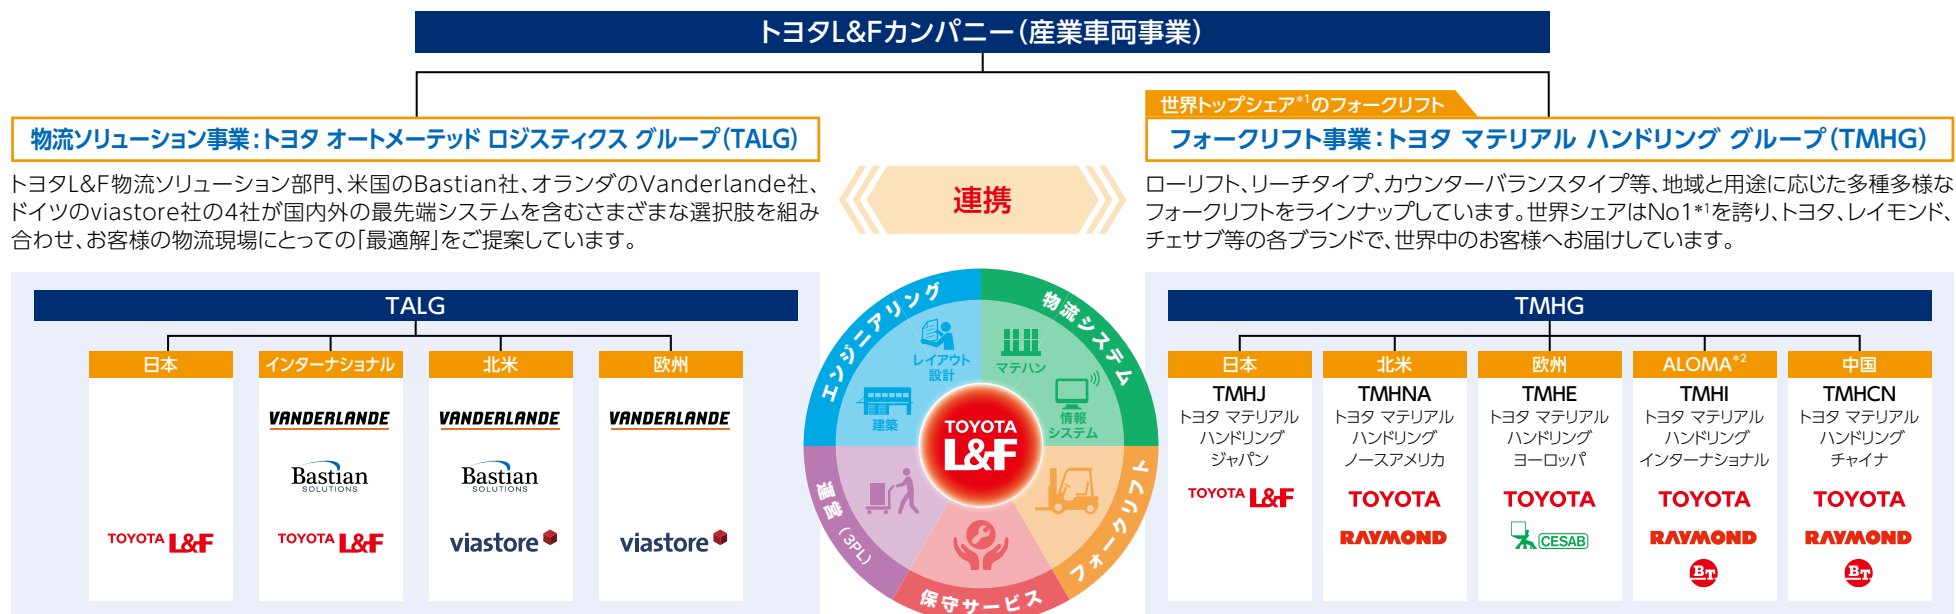 トヨタL&Fカンパニー（産業車両事業）
物流ソリューション事業：トヨタ オートメーテッド ロジスティクス グループ（TALG）
トヨタL&F物流ソリューション部門、米国のBastian社、オランダのVanderlande社、
ドイツのviastore社の4社が国内外の最先端システムを含むさまざまな選択肢を組み
合わせ、お客様の物流現場にとっての「最適解」をご提案しています。
連携
世界トップシェア*1のフォークリフト
フォークリフト事業：トヨタ マテリアル ハンドリング グループ（TMHG）
ローリフト、リーチタイプ、カウンターバランスタイプ等、地域と用途に応じた多種多様な
フォークリフトをラインナップしています。世界シェアはNo1*1を誇り、トヨタ、レイモンド、
チェサブ等の各ブランドで、世界中のお客様へお届けしています。
TALG
日本
TOYOTA L&F
インターナショナル
VANDERLANDE
Bastian
SOLUTIONS
TOYOTA L&F
北米
VANDERLANDE
Bastian
SOLUTIONS
viastore
欧州
VANDERLANDE
viastore
エンジニアリング
レイアウト
設計
建築
物流システム
マテハン
情報
システム
TOYOTA
L&F
運営（3PL）
フォークリフト
保守サービス
TMHG
日本
TMHJ
トヨタ マテリアル
ハンドリング
ジャパン
TOYOTA L&F
北米
TMHNA
トヨタ マテリアル
ハンドリング
ノースアメリカ
TOYOTA
RAYMOND
欧州
TMHE
トヨタ マテリアル
ハンドリング
ヨーロッパ
TOYOTA
CESAB
ALOMA*2
TMHI
トヨタ マテリアル
ハンドリング
インターナショナル
TOYOTA
RAYMOND
BT
中国
TMHCN
トヨタ マテリアル
ハンドリング
チャイナ
TOYOTA
RAYMOND
BT